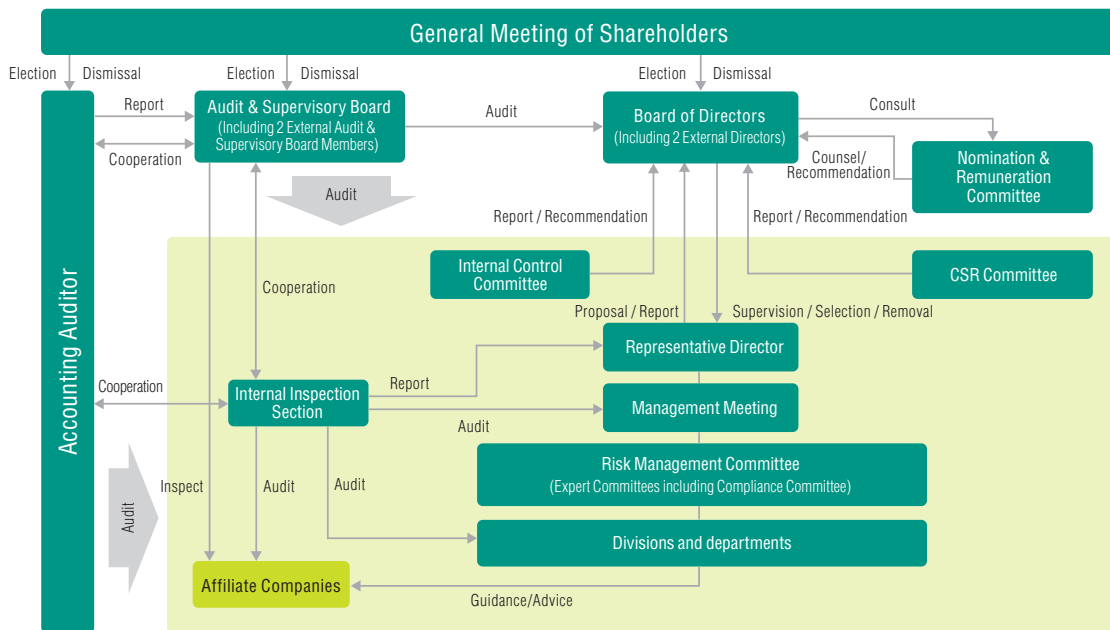 General Meeting of Shareholders
Election
Dismissal
Election
Dismissal
Election
Dismissal
Accounting Auditor
Report
Cooperation
Audit & Supervisory Board
(Including 2 External Audit &
Supervisory Board Members)
Audit
Board of Directors
(Including 2 External Directors)
Consult
Counsel/
Recommendation
Nomination &
Remuneration
Committee
Audit
Report / Recommendation
Report / Recommendation
Internal Control
Committee
CSR Committee
Cooperation
Proposal / Report
Supervision / Selection / Removal
Representative Director
Cooperation
Internal Inspection
Section
Report
Management Meeting
Audit
Risk Management Committee
(Expert Committees including Compliance Committee)
Audit
Inspect
Audit
Audit
Divisions and departments
Affiliate Companies
Guidance/Advice